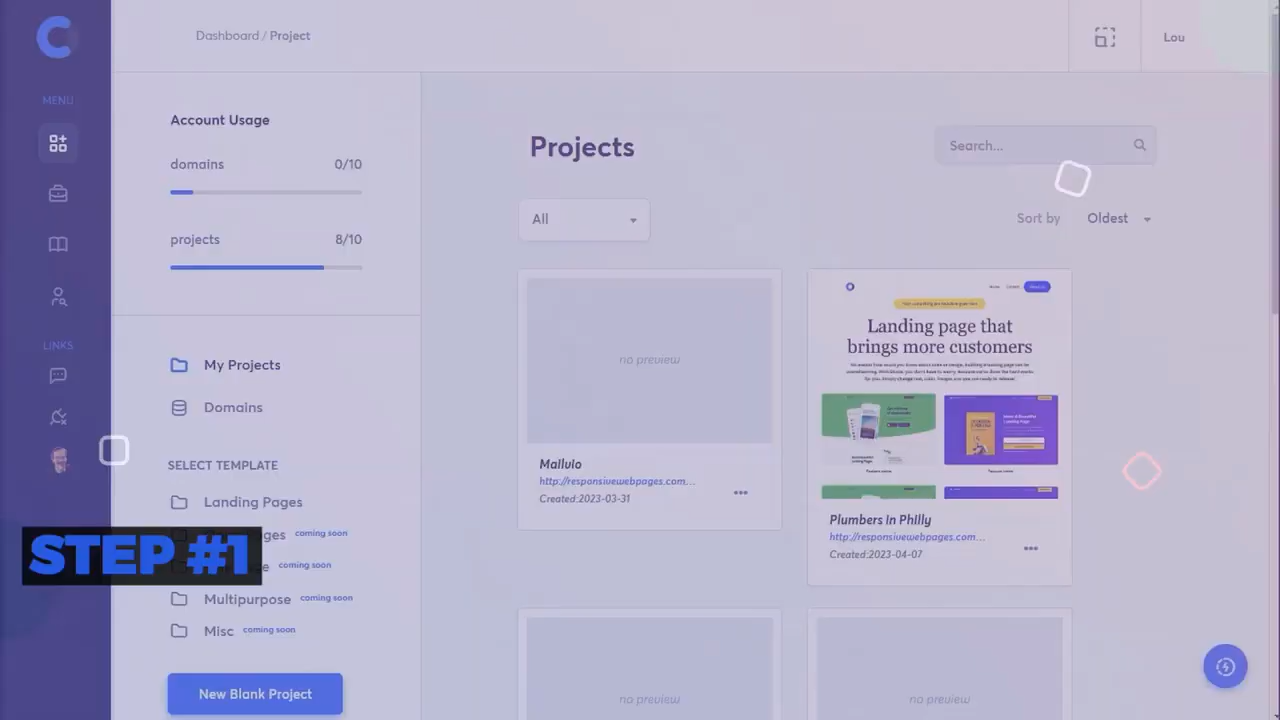 Dashboard / Project
Lou
MENU
Account Usage
domains 0/10
projects 8/10
Projects
Search...
All
Sort by Oldest
LINKS
My Projects
Domains
SELECT TEMPLATE
Landing Pages
ges coming soon
e coming soon
Multipurpose coming soon
Misc coming soon
New Blank Project
STEP #1
no preview
Mallvio
http://responsivewebpages.com...
Created:2023-03-31
Landing page that
brings more customers
Plumbers In Philly
http://responsivewebpages.com...
Created:2023-04-07
no preview
no preview